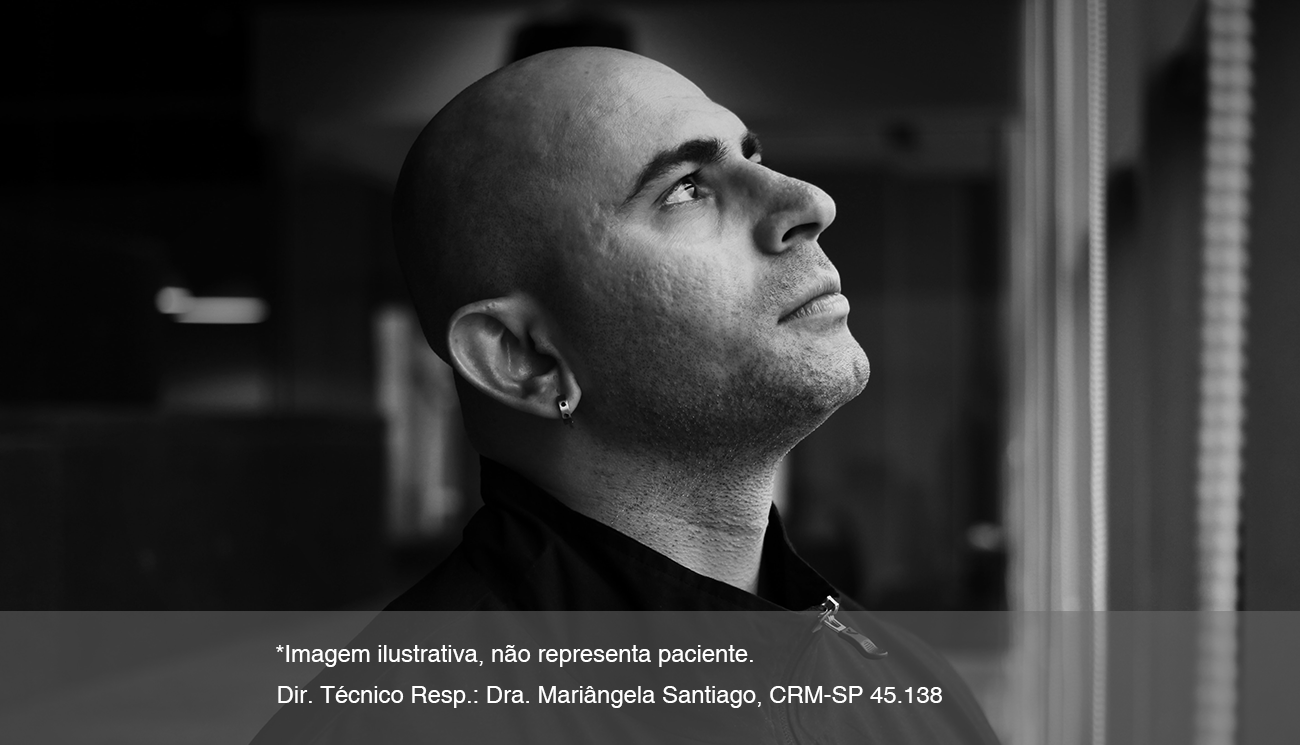 *Imagem ilustrativa, não representa paciente.
Dir. Técnico Resp.: Dra. Mariângela Santiago, CRM-SP 45.138